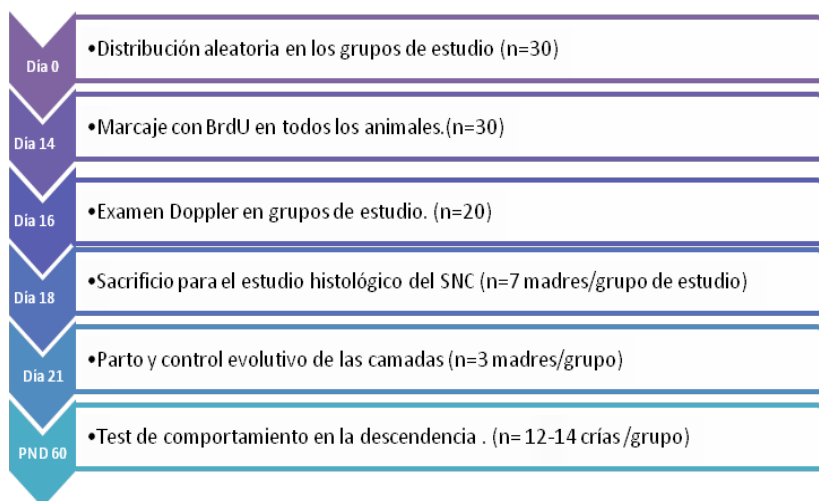 Dia 0
•Distribución aleatoria en los grupos de estudio (n=30)
Día 14
•Marcaje con BrdU en todos los animales.(n=30)
Dia 16
•Examen Doppler en grupos de estudio. (n=20)
Dia 18
•Sacrificio para el estudio histológico del SNC (n=7 madres/grupo de estudio)
Dia 21
•Parto y control evolutivo de las camadas (n=3 madres/grupo)
PND 60
•Test de comportamiento en la descendencia . (n= 12-14 crías/grupo)